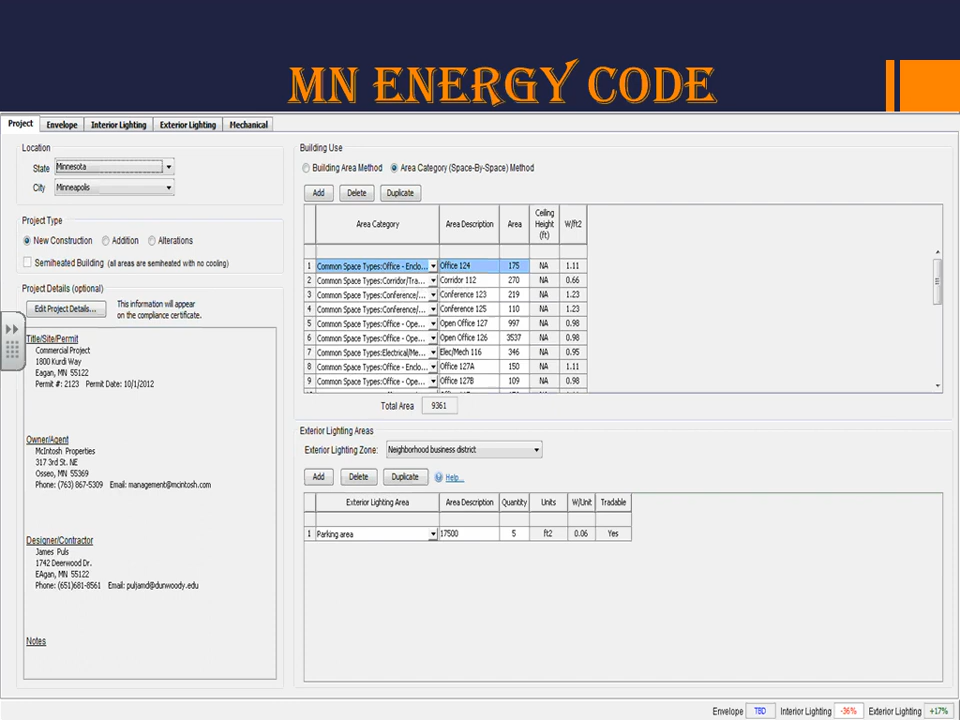 MN ENERGY CODE
Project Envelope Interior Lighting Exterior Lighting Mechanical
Location
State Minnesota
City Minneapolis
Project Type
New Construction Addition Alterations
Semiheated Building (all areas are semiheated with no cooling)
Project Details (optional)
Edit Project Details... This information will appear
on the compliance certificate.
Title/Site/Permit
Commercial Project
1800 Kurdi Way
Eagan, MN 55122
Permit #: 2123 Permit Date: 10/1/2012
Owner/Agent
McIntosh Properties
317 3rd St. NE
Osseo, MN 55369
Phone: (763) 867-5309 Email: management@mcintosh.com
Designer/Contractor
James Puls
1742 Deerwood Dr.
EAgan, MN 55122
Phone: (651)681-8561 Email: puljamd@dunwoody.edu
Notes
Building Use
Building Area Method Area Category (Space-By-Space) Method
Add Delete Duplicate
Area Category Area Description Area Ceiling Height (ft) W/ft2
1 Common Space Types:Office - Enclo... Office 124 175 NA 1.11
2 Common Space Types:Corridor/Tra... Corridor 112 270 NA 0.66
3 Common Space Types:Conference/... Conference 123 219 NA 1.23
4 Common Space Types:Conference/... Conference 125 110 NA 1.23
5 Common Space Types:Office - Ope... Open Office 127 997 NA 0.98
6 Common Space Types:Office - Ope... Open Office 126 3537 NA 0.98
7 Common Space Types:Electrical/Me... Elec/Mech 116 346 NA 0.95
8 Common Space Types:Office - Enclo... Office 127A 150 NA 1.11
9 Common Space Types:Office - Ope... Office 127B 109 NA 0.98
Total Area 9361
Exterior Lighting Areas
Exterior Lighting Zone: Neighborhood business district
Add Delete Duplicate Help...
Exterior Lighting Area Area Description Quantity Units W/Unit Tradable
1 Parking area 17500 5 ft2 0.06 Yes
Envelope TBD Interior Lighting -36% Exterior Lighting +17%